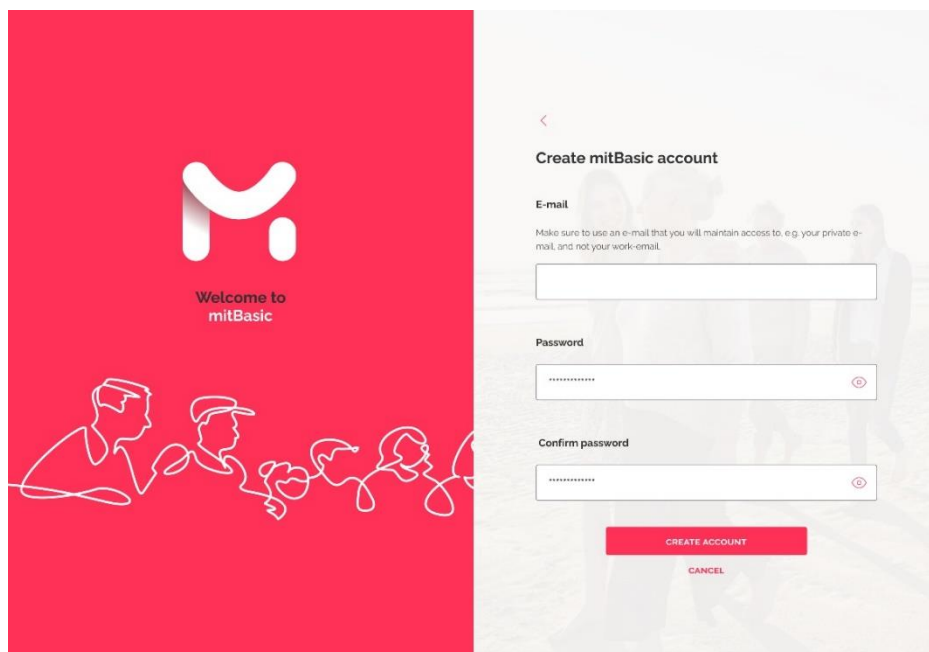 Welcome to
mitBasic
Create mitBasic account
E-mail
Make sure to use an e-mail that you will maintain access to, e.g. your private e-
mail, and not your work-email.
Password
•••••••••••••
Confirm password
•••••••••••••
CREATE ACCOUNT
CANCEL